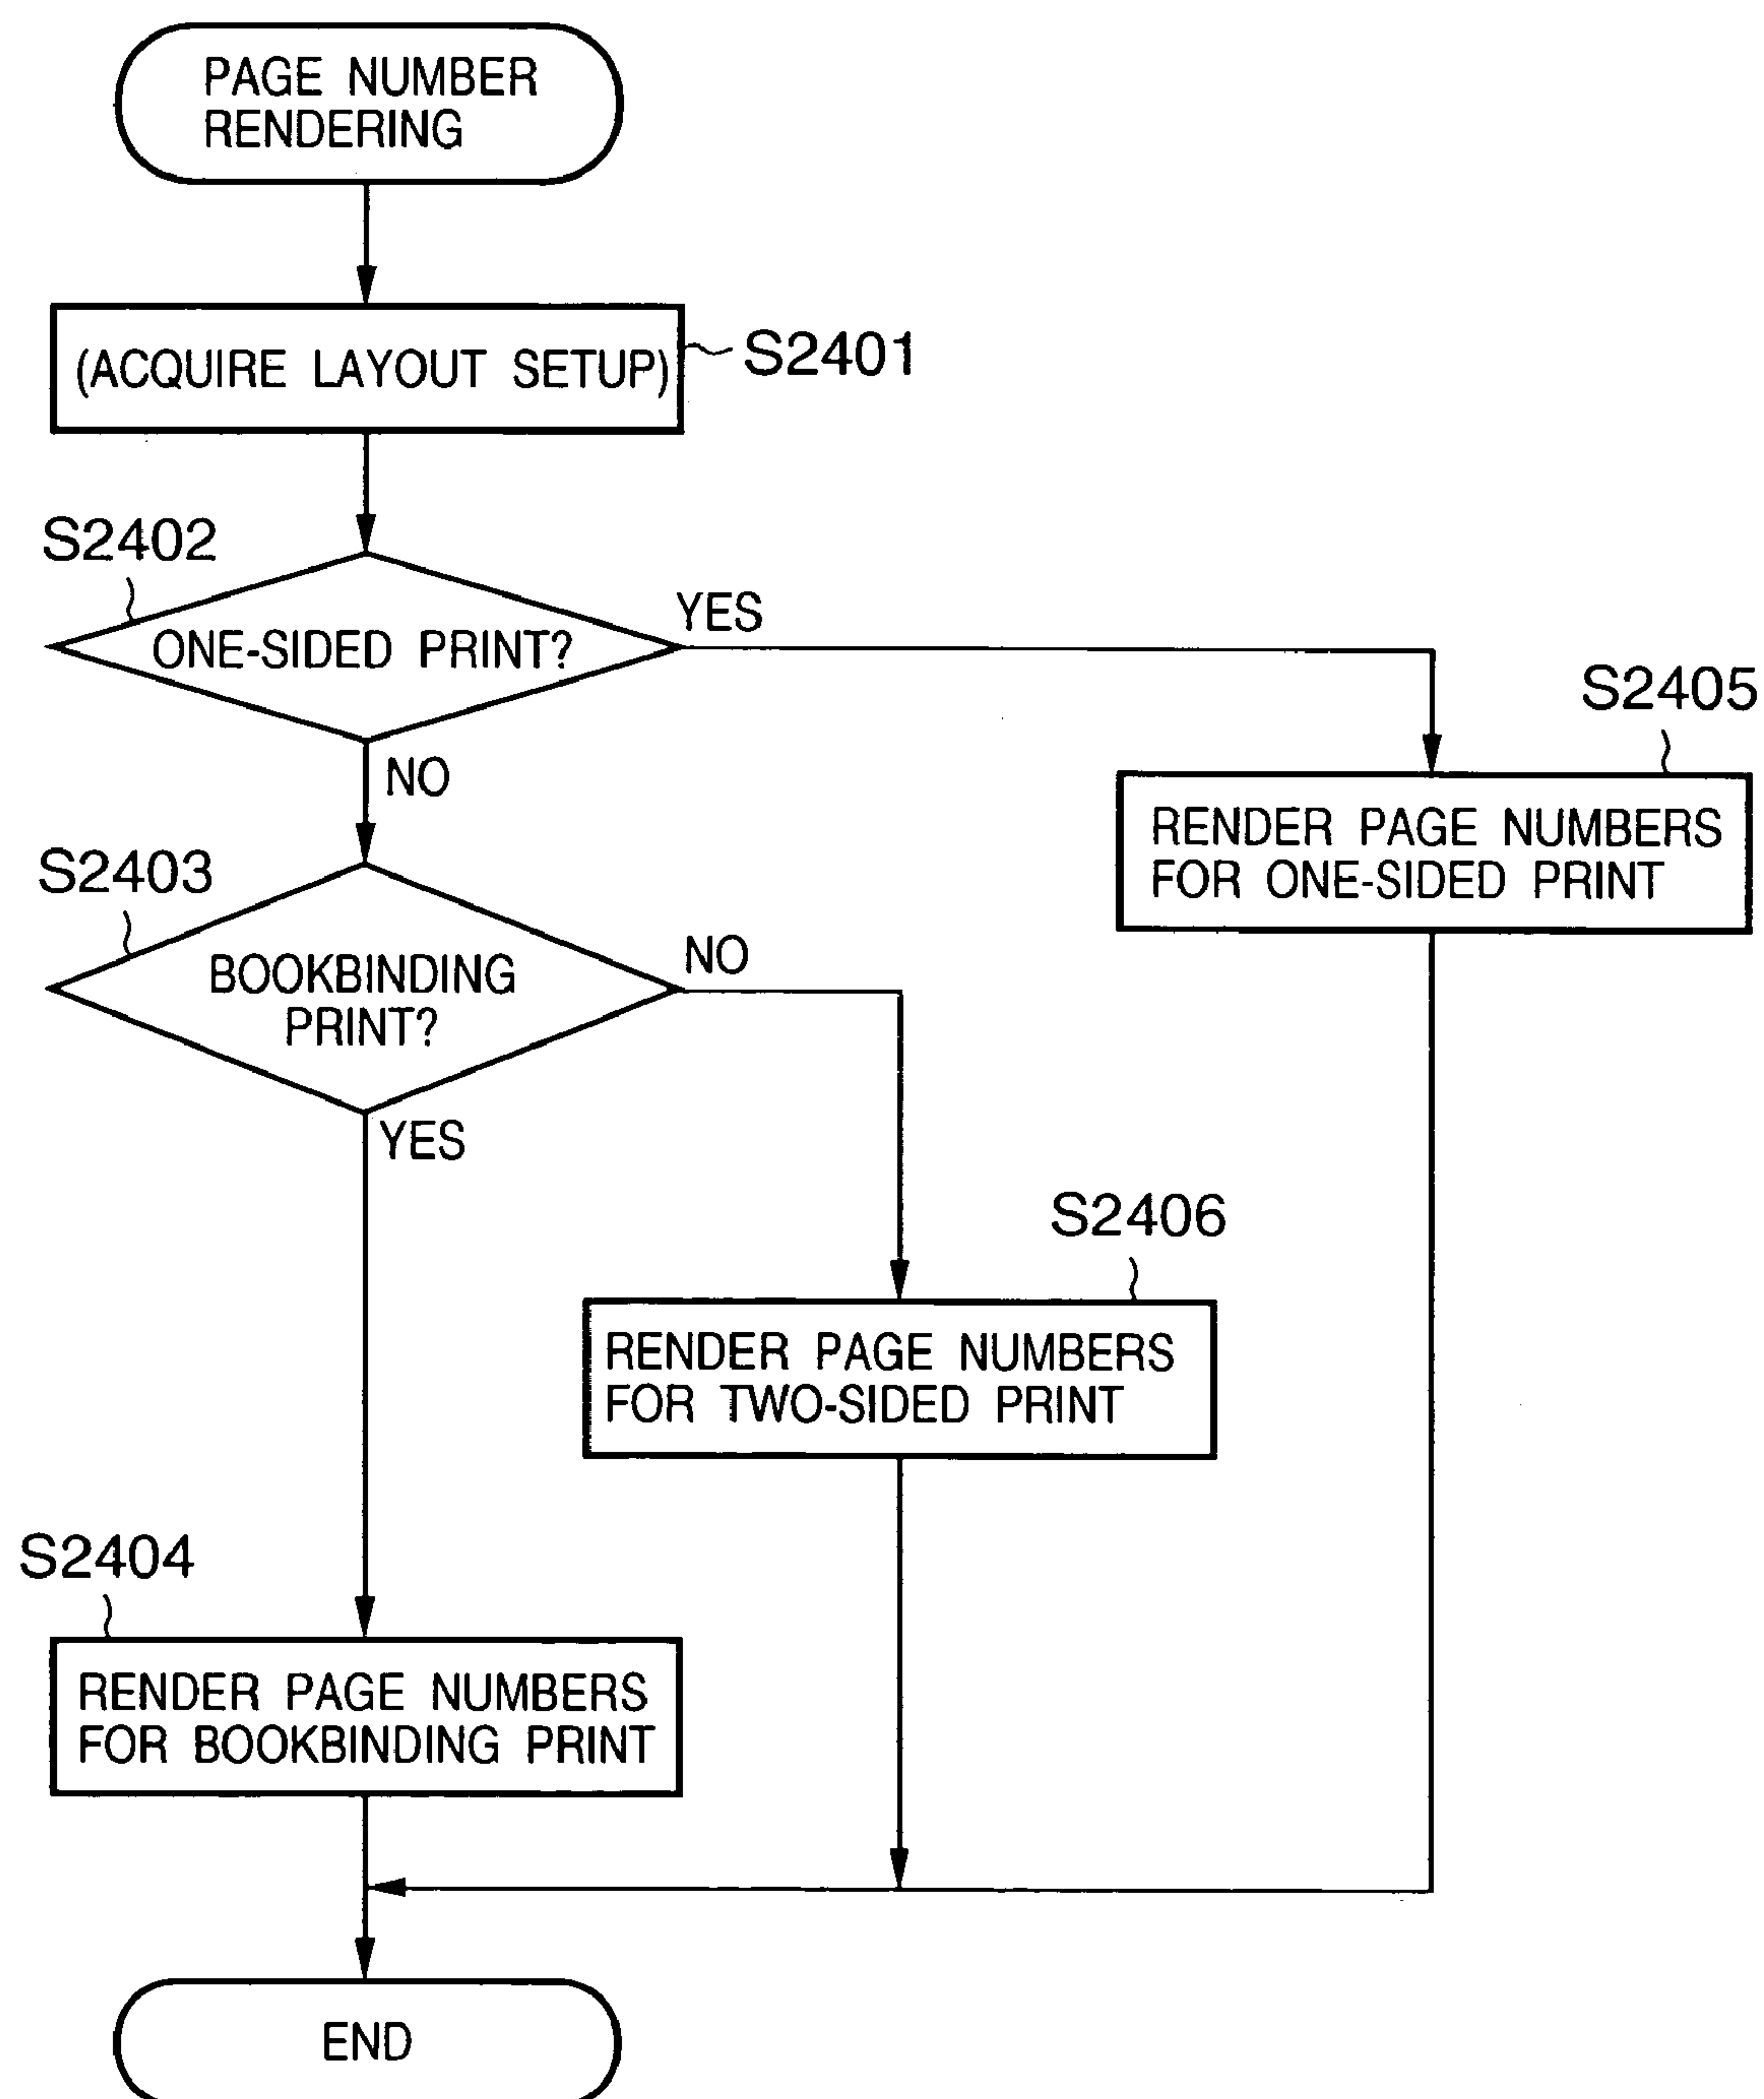 PAGE NUMBER
RENDERING
(ACQUIRE LAYOUT SETUP)
S2401
S2402
ONE-SIDED PRINT?
YES
NO
S2405
RENDER PAGE NUMBERS
FOR ONE-SIDED PRINT
S2403
BOOKBINDING
PRINT?
NO
YES
S2406
RENDER PAGE NUMBERS
FOR TWO-SIDED PRINT
S2404
RENDER PAGE NUMBERS
FOR BOOKBINDING PRINT
END